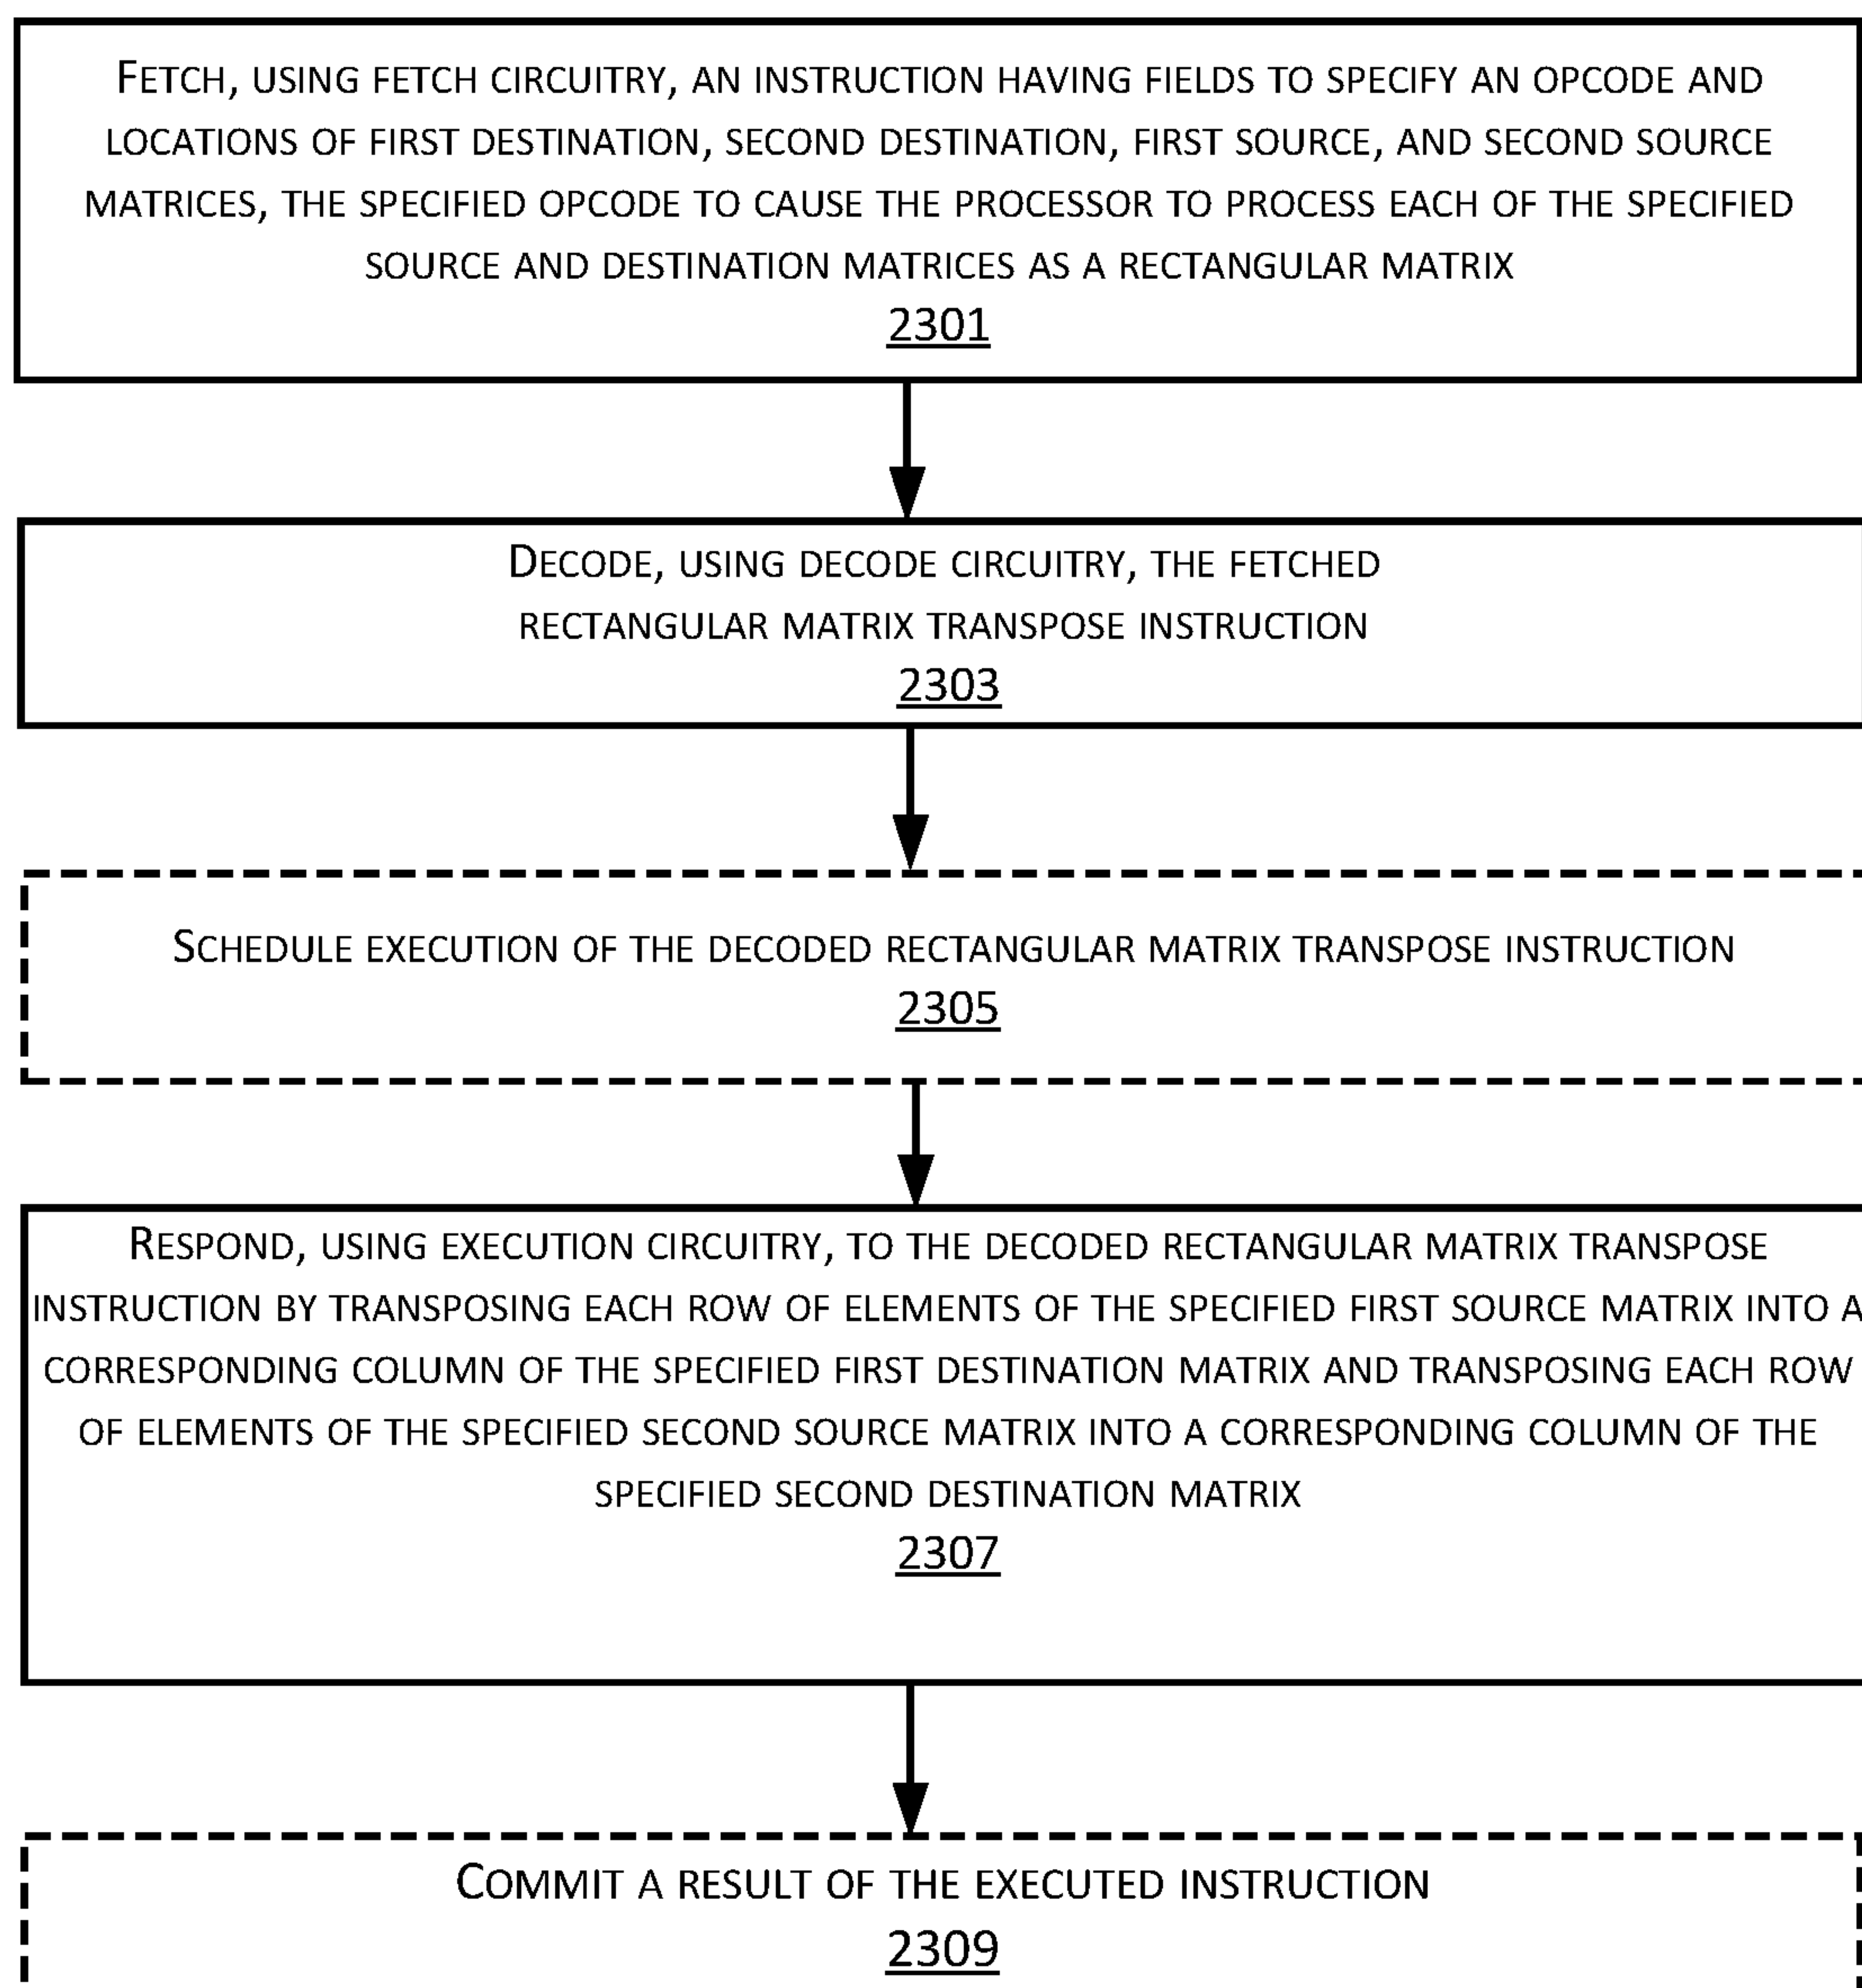 FETCH, USING FETCH CIRCUITRY, AN INSTRUCTION HAVING FIELDS TO SPECIFY AN OPCODE AND
LOCATIONS OF FIRST DESTINATION, SECOND DESTINATION, FIRST SOURCE, AND SECOND SOURCE
MATRICES, THE SPECIFIED OPCODE TO CAUSE THE PROCESSOR TO PROCESS EACH OF THE SPECIFIED
SOURCE AND DESTINATION MATRICES AS A RECTANGULAR MATRIX
2301
DECODE, USING DECODE CIRCUITRY, THE FETCHED
RECTANGULAR MATRIX TRANSPOSE INSTRUCTION
2303
SCHEDULE EXECUTION OF THE DECODED RECTANGULAR MATRIX TRANSPOSE INSTRUCTION
2305
RESPOND, USING EXECUTION CIRCUITRY, TO THE DECODED RECTANGULAR MATRIX TRANSPOSE
INSTRUCTION BY TRANSPOSING EACH ROW OF ELEMENTS OF THE SPECIFIED FIRST SOURCE MATRIX INTO A
CORRESPONDING COLUMN OF THE SPECIFIED FIRST DESTINATION MATRIX AND TRANSPOSING EACH ROW
OF ELEMENTS OF THE SPECIFIED SECOND SOURCE MATRIX INTO A CORRESPONDING COLUMN OF THE
SPECIFIED SECOND DESTINATION MATRIX
2307
COMMIT A RESULT OF THE EXECUTED INSTRUCTION
2309